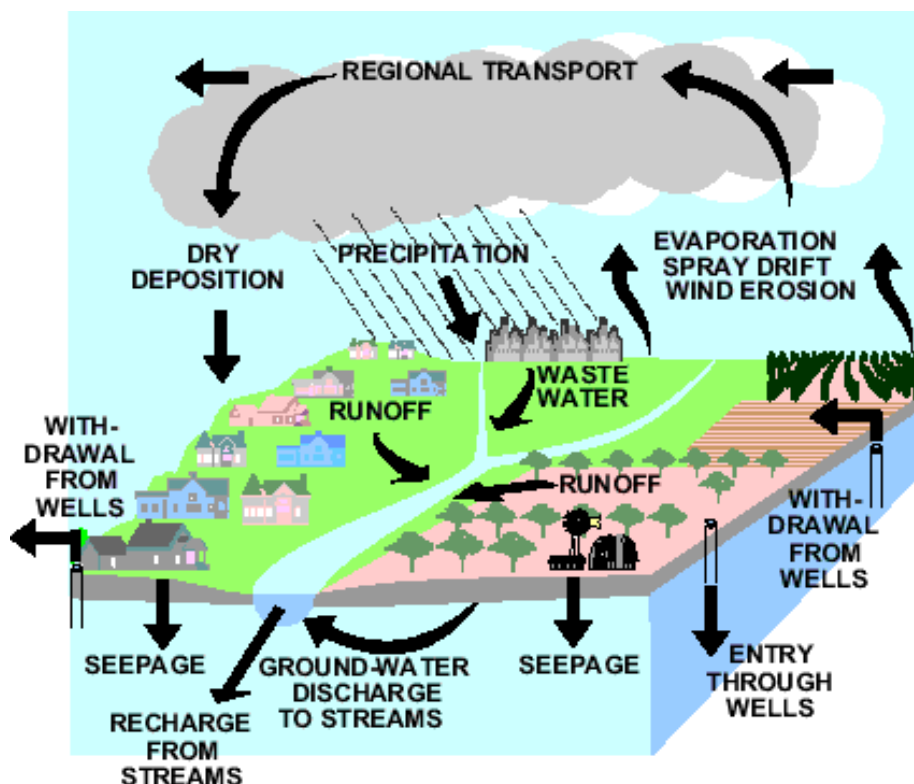 REGIONAL TRANSPORT
DRY
DEPOSITION
PRECIPITATION
EVAPORATION
SPRAY DRIFT
WIND EROSION
WASTE
WATER
RUNOFF
WITH-
DRAWAL
FROM
WELLS
RUNOFF
WITH-
DRAWAL
FROM
WELLS
SEEPAGE
GROUND-WATER
DISCHARGE
TO STREAMS
SEEPAGE
ENTRY
THROUGH
WELLS
RECHARGE
FROM
STREAMS